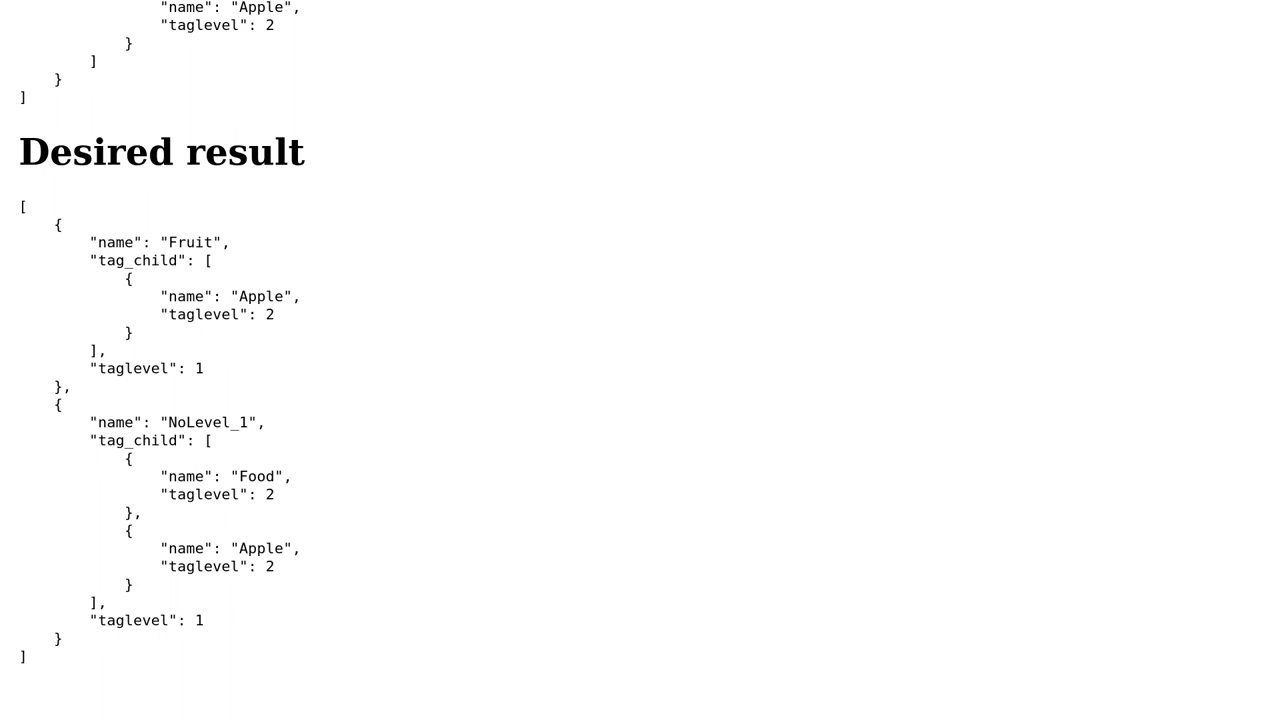 "name": "Apple",
                "taglevel": 2
            }
        ]
    }
]
Desired result
[
    {
        "name": "Fruit",
        "tag_child": [
            {
                "name": "Apple",
                "taglevel": 2
            }
        ],
        "taglevel": 1
    },
    {
        "name": "NoLevel_1",
        "tag_child": [
            {
                "name": "Food",
                "taglevel": 2
            },
            {
                "name": "Apple",
                "taglevel": 2
            }
        ],
        "taglevel": 1
    }
]